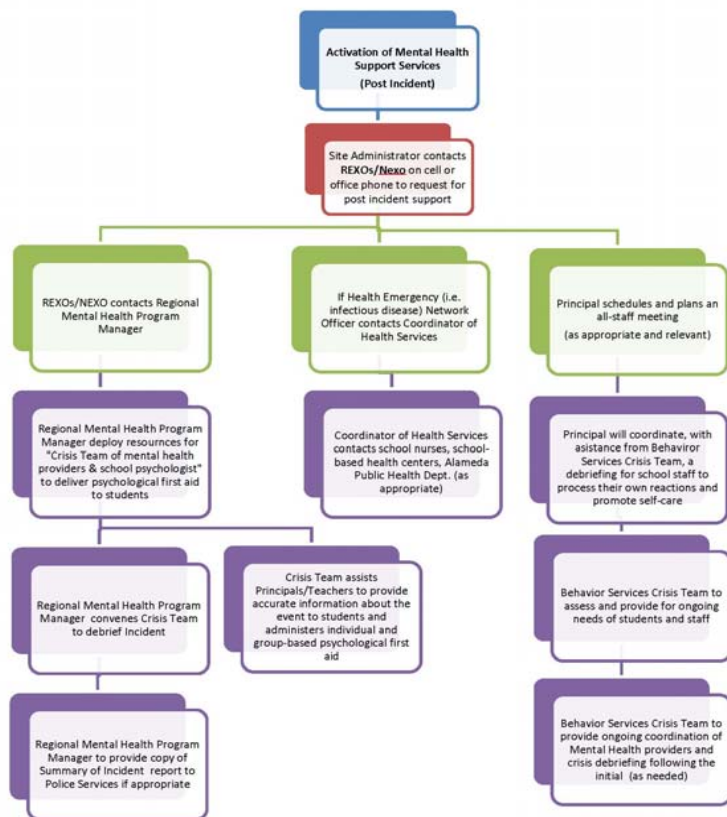 Activation of Mental Health
Support Services
(Post Incident)
Site Administrator contacts
REXOs/Nexo on cell or
office phone to request for
post incident support
REXOs/NEXO contacts Regional
Mental Health Program
Manager
If Health Emergency (i.e.
infectious disease) Network
Officer contacts Coordinator of
Health Services
Principal schedules and plans an
all-staff meeting
(as appropriate and relevant)
Regional Mental Health Program
Manager deploy resournces for
"Crisis Team of mental health
providers & school psychologist"
to deliver psychological first
aid to students
Coordinator of Health Services
contacts school nurses, school-
based health centers, Alameda
Public Health Dept. (as
appropriate)
Principal will coordinate, with
asistance from Behaviror
Services Crisis Team, a
debriefing for school staff to
process their own reactions and
promote self-care
Regional Mental Health Program
Manager convenes Crisis Team
to debrief Incident
Crisis Team assists
Principals/Teachers to provide
accurate information about the
event to students and
administers individual and
group-based psychological first
aid
Behavior Services Crisis Team to
assess and provide for ongoing
needs of students and staff
Regional Mental Health Program
Manager to provide copy of
Summary of Incident report to
Police Services if appropriate
Behavior Services Crisis Team to
provide ongoing coordination of
Mental Health providers and
crisis debriefing following the
initial (as needed)